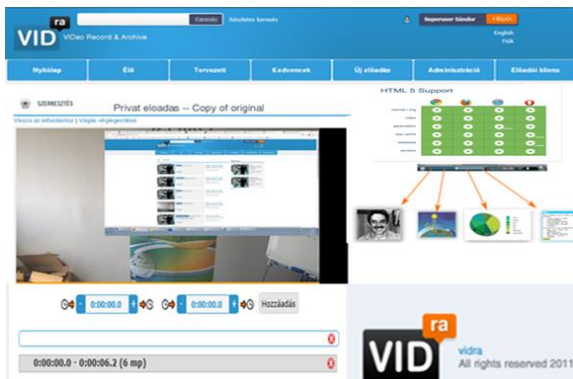 ra
VID
VIDeo Record & Archive
Keresés
Részletes keresés
Superuser Sándor
Kilépés
English
Nyitólap
Élő
Tervezett
Kedvencek
Új előadás
Adminisztráció
Előadói kliens
SZERKESZTÉS
Privat eloadas -- Copy of original
Vissza az előadáshoz | Vágás véglegesítése
HTML 5 Support
VID
- 0:00:00.0 +
- 0:00:00.0 +
Hozzáadás
0:00:00.0 - 0:00:06.2 (6 mp)
ra
VID
vidra
All rights reserved 2011